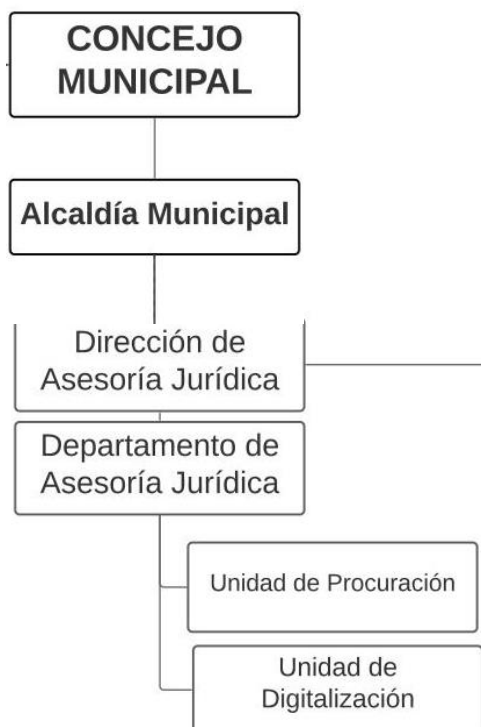 CONCEJO
MUNICIPAL
Alcaldía Municipal
Dirección de
Asesoría Jurídica
Departamento de
Asesoría Jurídica
Unidad de Procuración
Unidad de
Digitalización